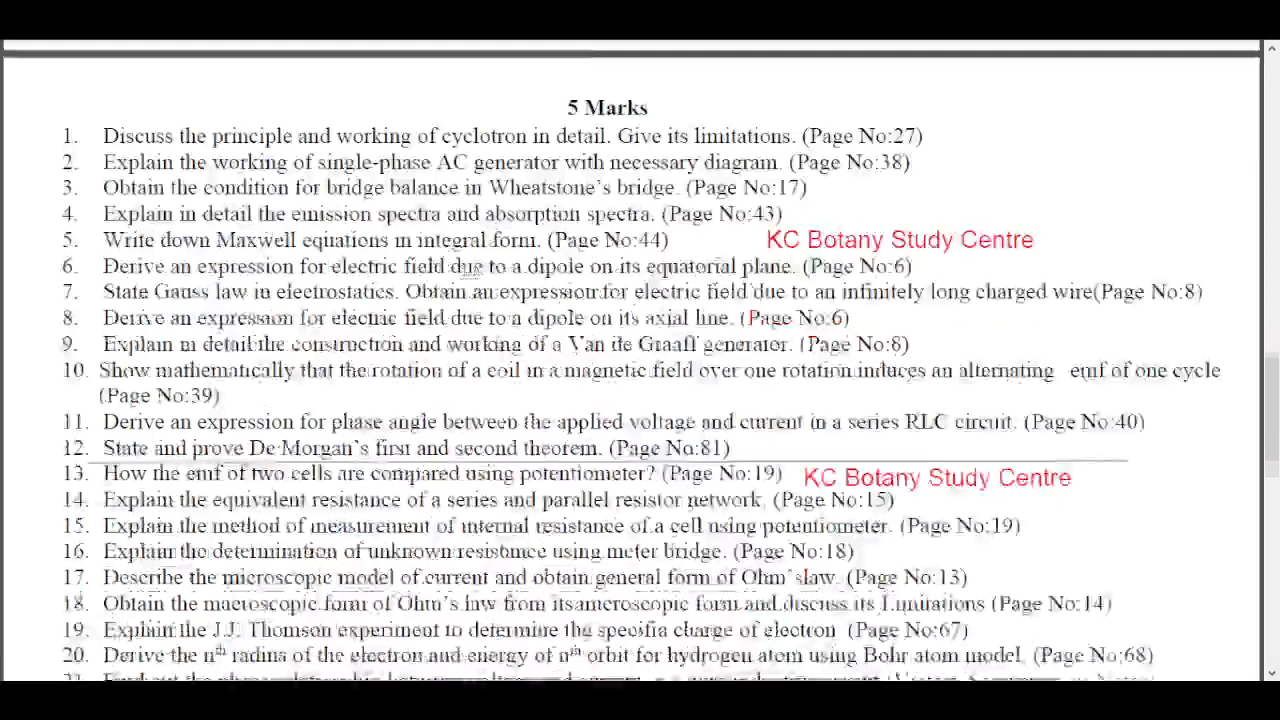 5 Marks
1. Discuss the principle and working of cyclotron in detail. Give its limitations. (Page No:27)
2. Explain the working of single-phase AC generator with necessary diagram. (Page No:38)
3. Obtain the condition for bridge balance in Wheatstone's bridge. (Page No:17)
4. Explain in detail the emission spectra and absorption spectra. (Page No:43)
5. Write down Maxwell equations in integral form. (Page No:44) KC Botany Study Centre
6. Derive an expression for electric field due to a dipole on its equatorial plane. (Page No:6)
7. State Gauss law in electrostatics. Obtain an expression for electric field due to an infinitely long charged wire(Page No:8)
8. Derive an expression for electric field due to a dipole on its axial line. (Page No:6)
9. Explain in detail the construction and working of a Van de Graaff generator. (Page No:8)
10. Show mathematically that the rotation of a coil in a magnetic field over one rotation induces an alternating emf of one cycle
(Page No:39)
11. Derive an expression for phase angle between the applied voltage and current in a series RLC circuit. (Page No:40)
12. State and prove De Morgan's first and second theorem. (Page No:81)
13. How the emf of two cells are compared using potentiometer? (Page No:19) KC Botany Study Centre
14. Explain the equivalent resistance of a series and parallel resistor network. (Page No:15)
15. Explain the method of measurement of internal resistance of a cell using potentiometer. (Page No:19)
16. Explain the determination of unknown resistance using meter bridge. (Page No:18)
17. Describe the microscopic model of current and obtain general form of Ohm's law. (Page No:13)
18. Obtain the macroscopic form of Ohm's law from its microscopic form and discuss its Limitations (Page No:14)
19. Explain the J.J. Thomson experiment to determine the specific charge of electron (Page No:67)
20. Derive the nth radius of the electron and energy of nth orbit for hydrogen atom using Bohr atom model. (Page No:68)